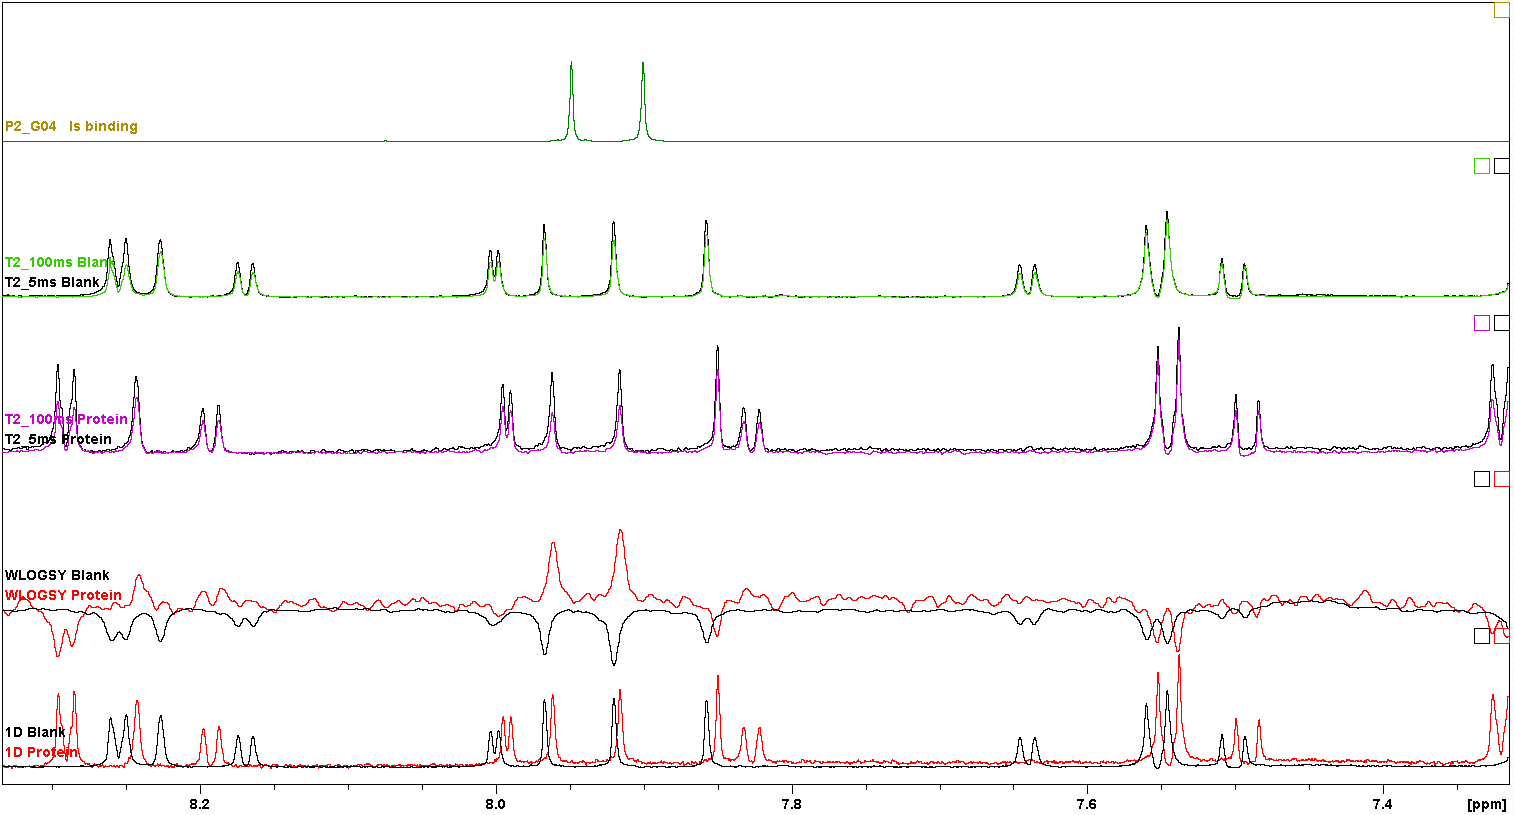 P2_G04 Is binding
T2_100ms Blank
T2_5ms Blank
T2_100ms Protein
T2_5ms Protein
WLOGSY Blank
WLOGSY Protein
1D Blank
1D Protein
8.2 8.0 7.8 7.6 7.4 [ppm]